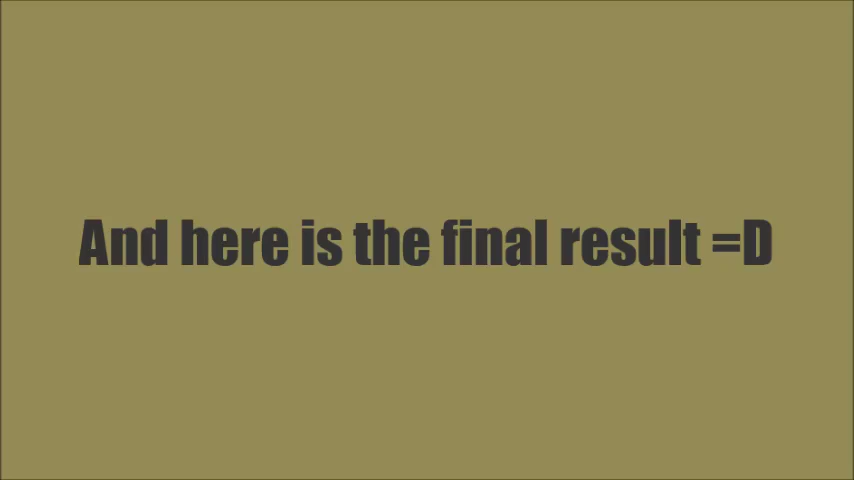 And here is the final result =D